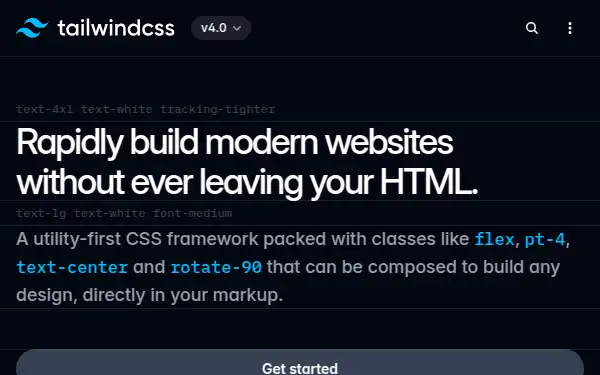 tailwindcss v4.0
text-4xl text-white tracking-tighter
Rapidly build modern websites
without ever leaving your HTML.
text-lg text-white font-medium
A utility-first CSS framework packed with classes like flex, pt-4,
text-center and rotate-90 that can be composed to build any
design, directly in your markup.
Get started